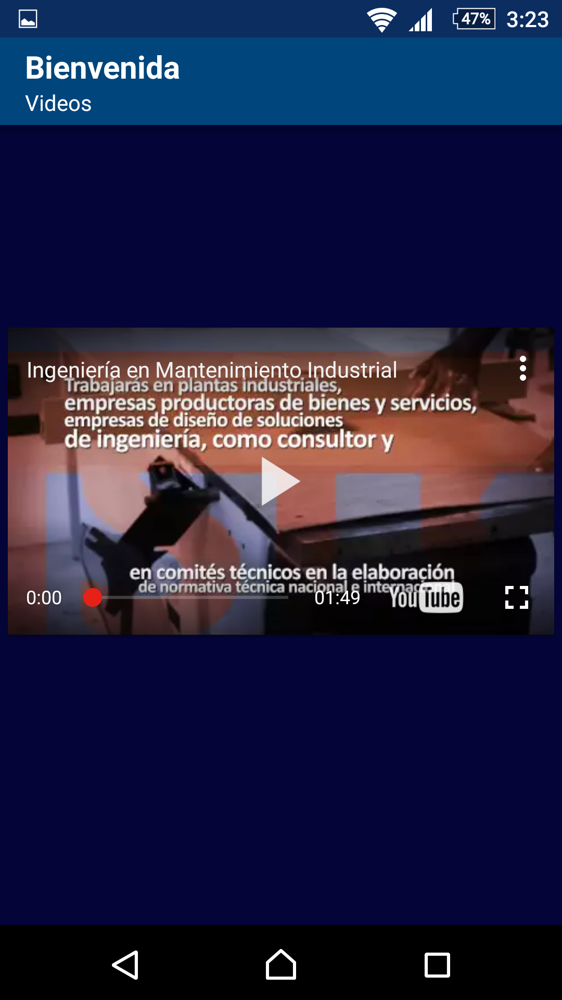 47% 3:23
Bienvenida
Videos
Ingeniería en Mantenimiento Industrial
Trabajarás en plantas industriales,
empresas productoras de bienes y servicios,
empresas de diseño de soluciones
de ingeniería, como consultor y
en comités técnicos en la elaboración
de normativa técnica nacional e internacional
0:00 01:49 YouTube